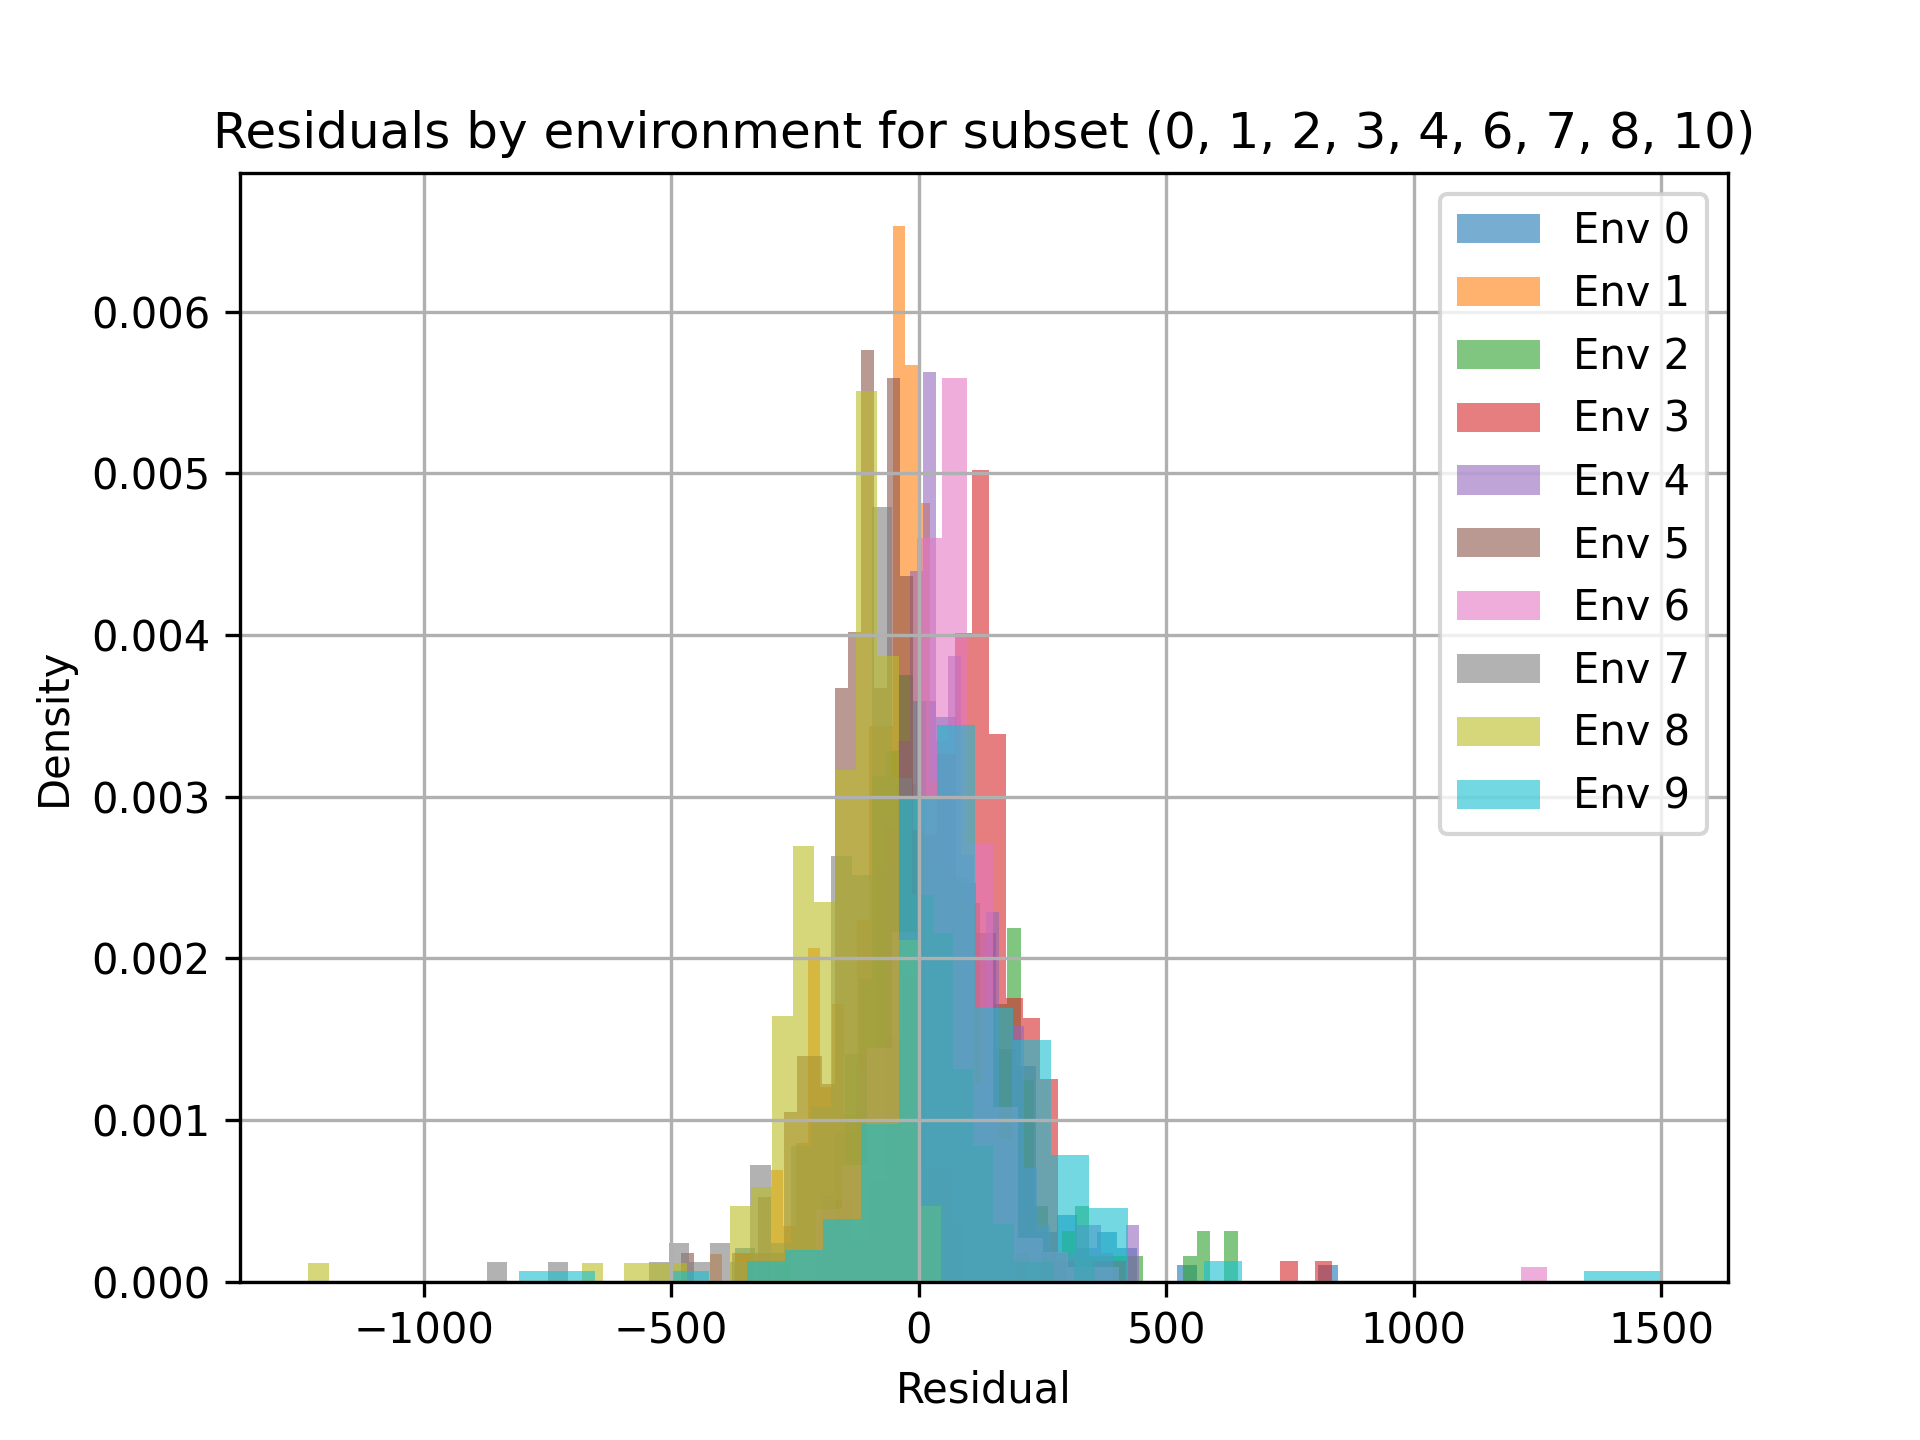 Residuals by environment for subset (0, 1, 2, 3, 4, 6, 7, 8, 10)
Env 0
Env 1
Env 2
Env 3
Env 4
Env 5
Env 6
Env 7
Env 8
Env 9
Density
0.006
0.005
0.004
0.003
0.002
0.001
0.000
−1000 −500 0 500 1000 1500
Residual